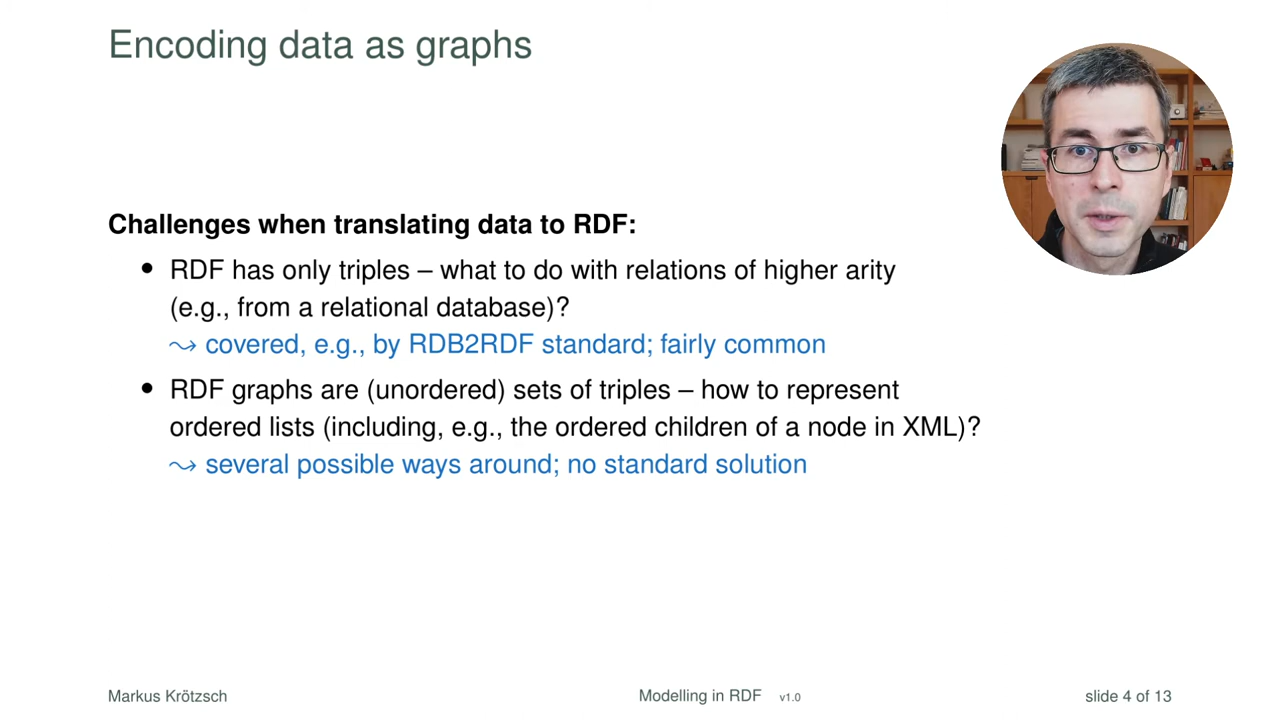 Encoding data as graphs
Challenges when translating data to RDF:
• RDF has only triples – what to do with relations of higher arity
(e.g., from a relational database)?
⤳ covered, e.g., by RDB2RDF standard; fairly common
• RDF graphs are (unordered) sets of triples – how to represent
ordered lists (including, e.g., the ordered children of a node in XML)?
⤳ several possible ways around; no standard solution
Markus Krötzsch
Modelling in RDF v1.0
slide 4 of 13